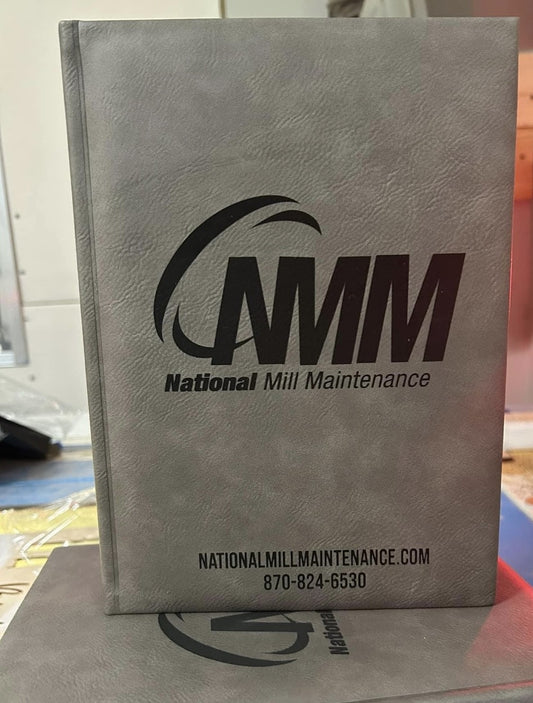 NMM
National Mill Maintenance
NATIONALMILLMAINTENANCE.COM
870-824-6530
National